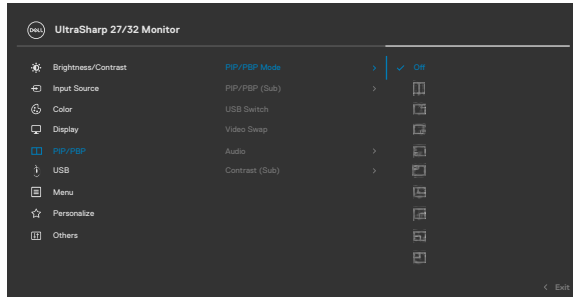 DELL UltraSharp 27/32 Monitor
Brightness/Contrast PIP/PBP Mode > ✓ Off
Input Source PIP/PBP (Sub) >
Color USB Switch
Display Video Swap
PIP/PBP Audio >
USB Contrast (Sub) >
Menu
Personalize
Others
< Exit